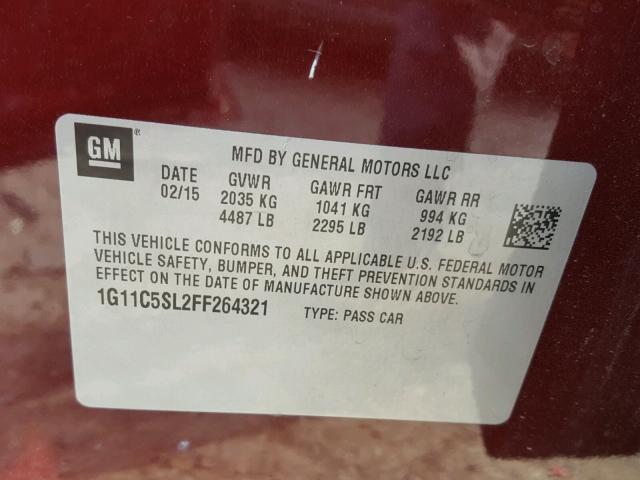 GM ®
MFD BY GENERAL MOTORS LLC
DATE GVWR GAWR FRT GAWR RR
02/15 2035 KG 1041 KG 994 KG
4487 LB 2295 LB 2192 LB
THIS VEHICLE CONFORMS TO ALL APPLICABLE U.S. FEDERAL MOTOR
VEHICLE SAFETY, BUMPER, AND THEFT PREVENTION STANDARDS IN
EFFECT ON THE DATE OF MANUFACTURE SHOWN ABOVE.
1G11C5SL2FF264321 TYPE: PASS CAR